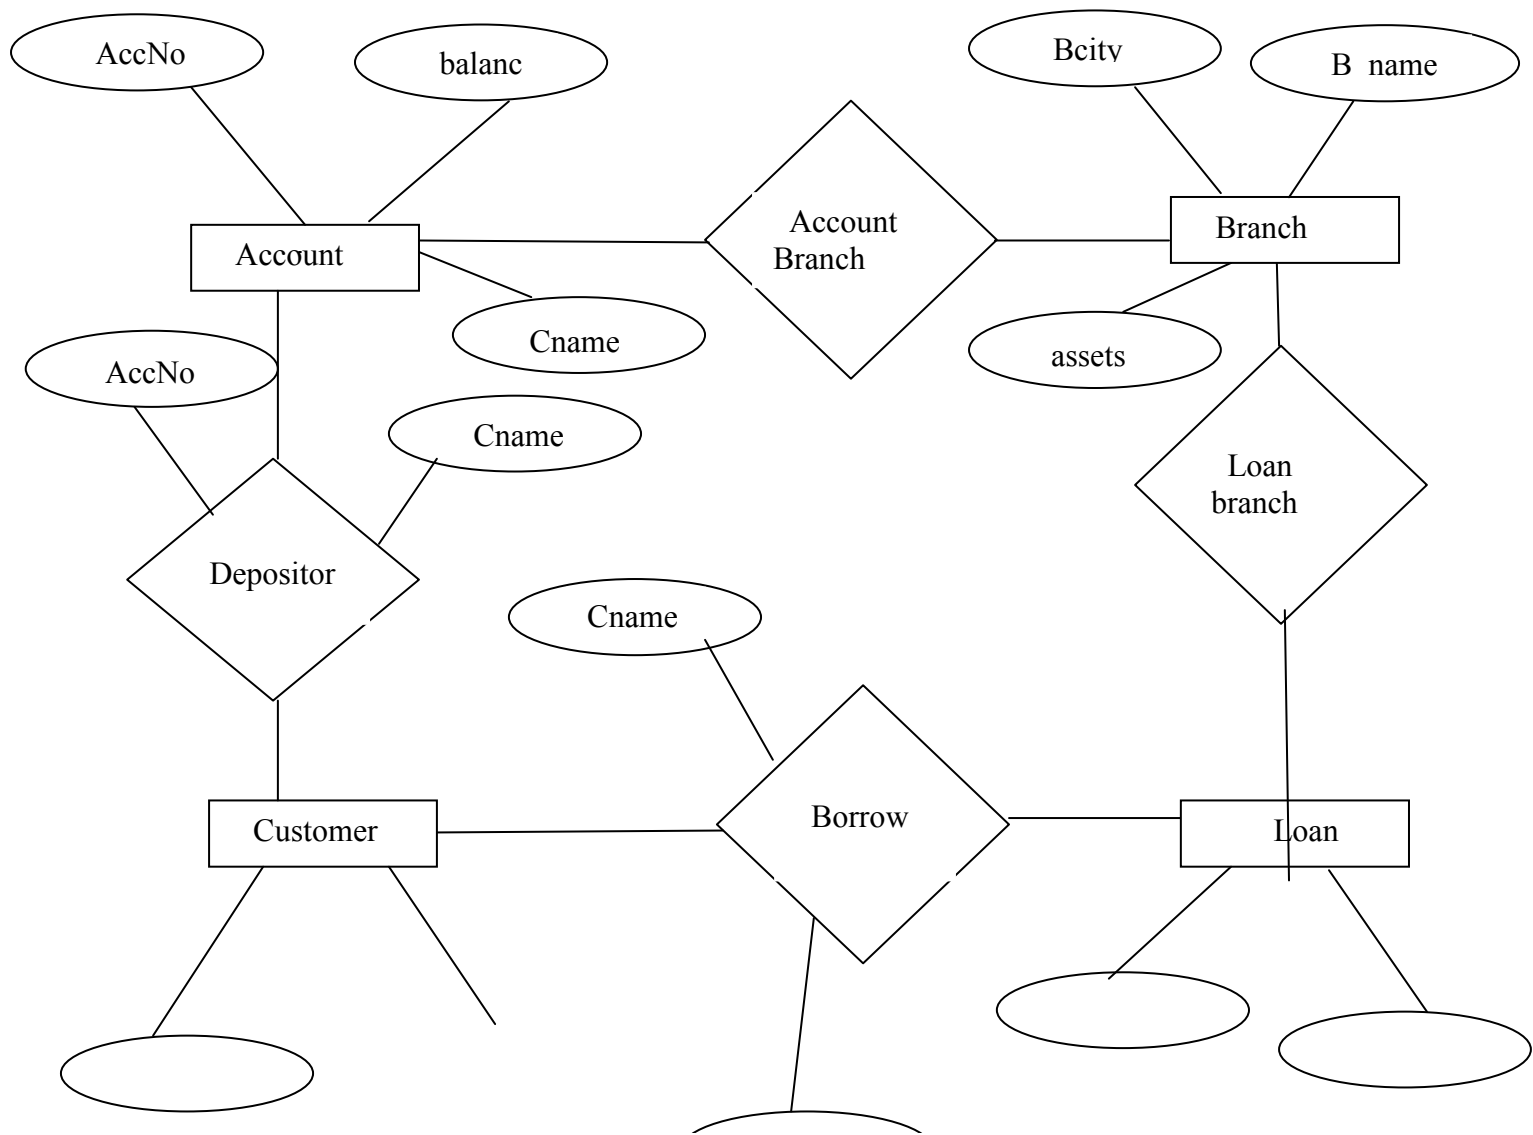 AccNo
balanc
Bcity
B name
Account
Branch
Account
Branch
Cname
AccNo
assets
Cname
Loan
branch
Depositor
Cname
Customer
Borrow
Loan